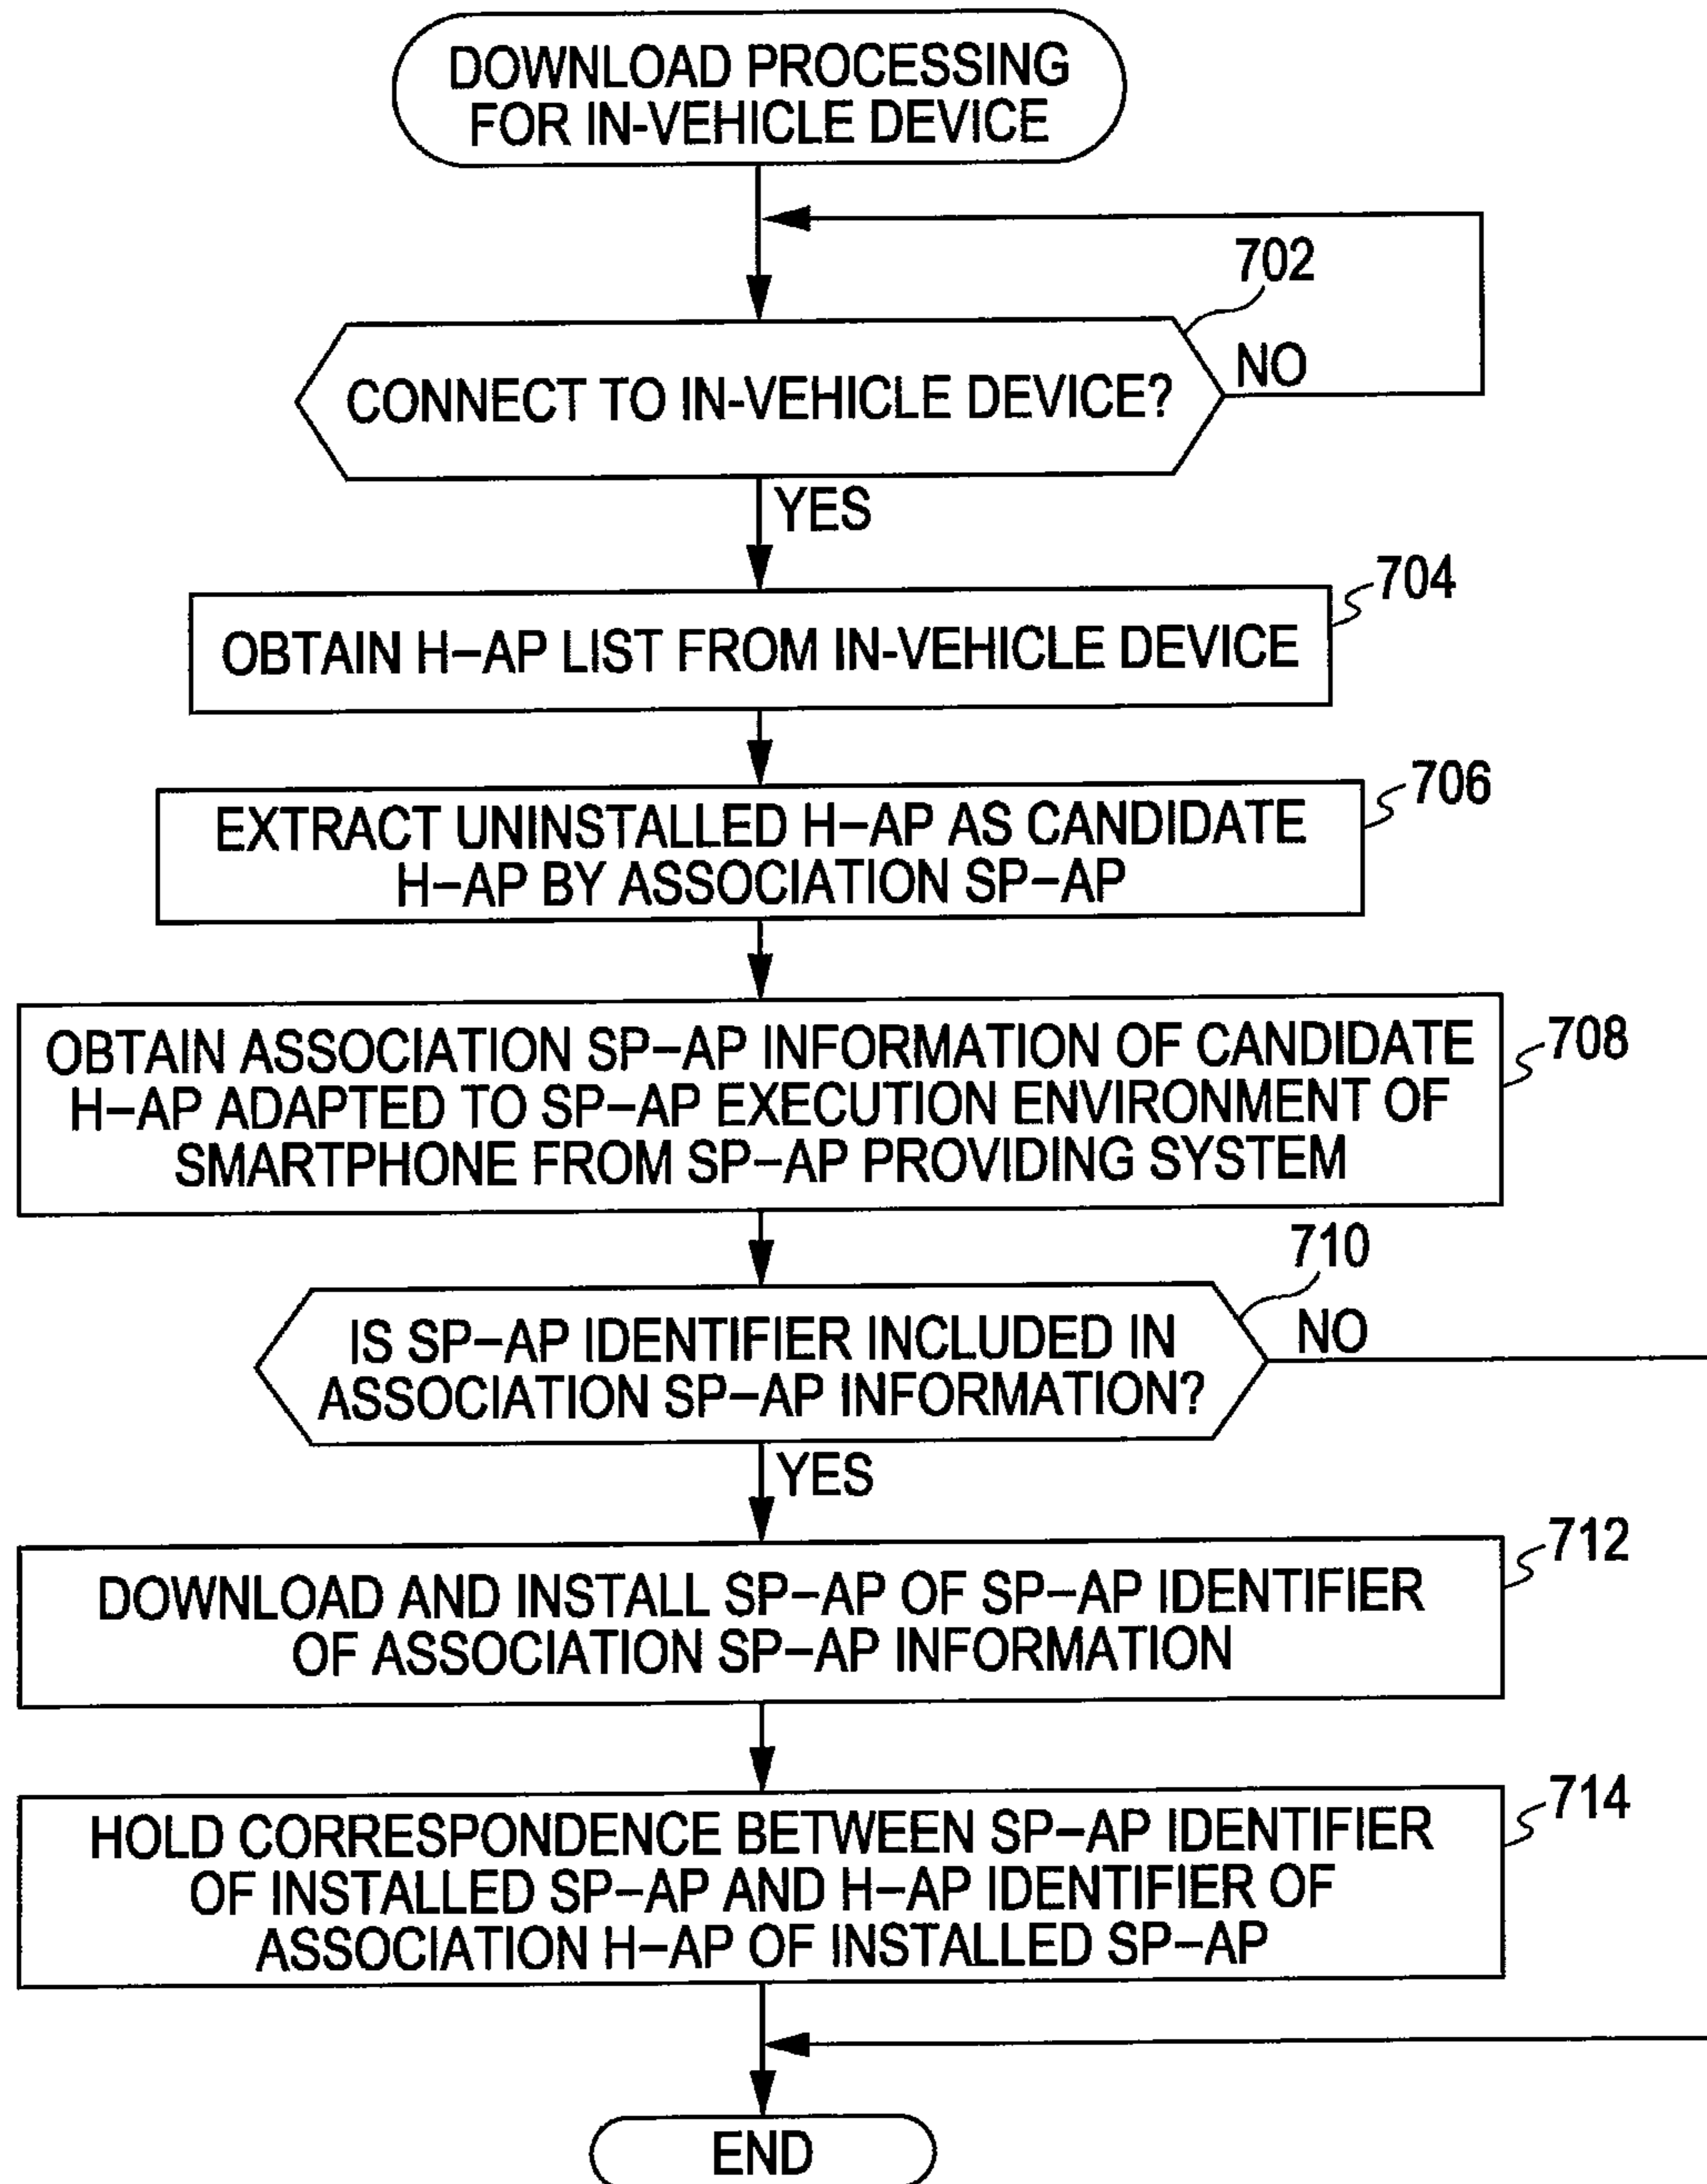 DOWNLOAD PROCESSING
FOR IN-VEHICLE DEVICE
702
CONNECT TO IN-VEHICLE DEVICE?
NO
YES
704
OBTAIN H–AP LIST FROM IN-VEHICLE DEVICE
706
EXTRACT UNINSTALLED H–AP AS CANDIDATE
H–AP BY ASSOCIATION SP–AP
708
OBTAIN ASSOCIATION SP–AP INFORMATION OF CANDIDATE
H–AP ADAPTED TO SP–AP EXECUTION ENVIRONMENT OF
SMARTPHONE FROM SP–AP PROVIDING SYSTEM
710
IS SP–AP IDENTIFIER INCLUDED IN
ASSOCIATION SP–AP INFORMATION?
NO
YES
712
DOWNLOAD AND INSTALL SP–AP OF SP–AP IDENTIFIER
OF ASSOCIATION SP–AP INFORMATION
714
HOLD CORRESPONDENCE BETWEEN SP–AP IDENTIFIER
OF INSTALLED SP–AP AND H–AP IDENTIFIER OF
ASSOCIATION H–AP OF INSTALLED SP–AP
END